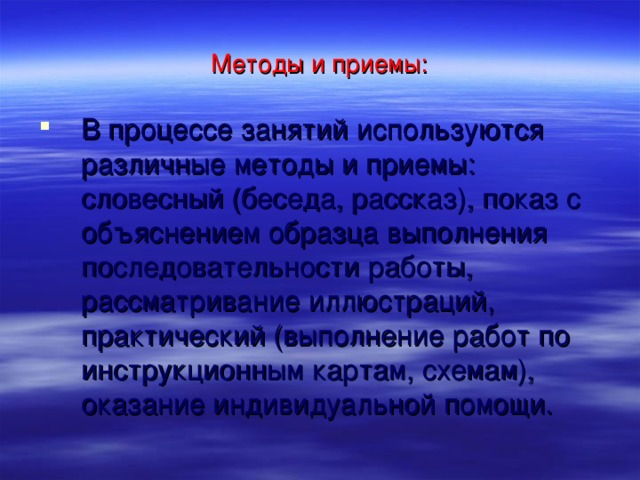 Методы и приемы:
В процессе занятий используются
различные методы и приемы:
словесный (беседа, рассказ), показ с
объяснением образца выполнения
последовательности работы,
рассматривание иллюстраций,
практический (выполнение работ по
инструкционным картам, схемам),
оказание индивидуальной помощи.